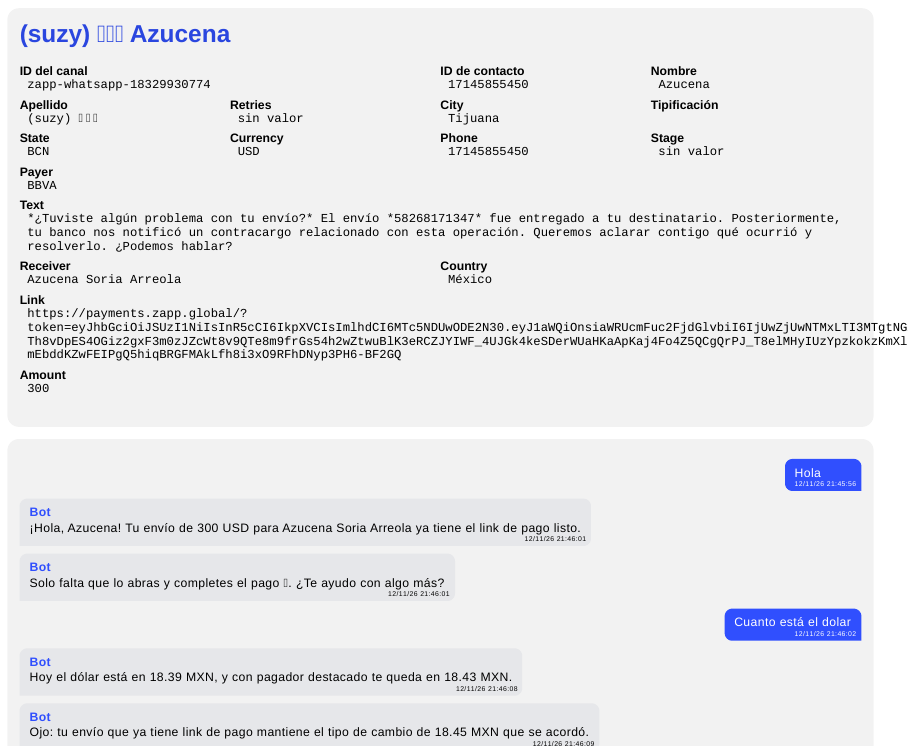 (suzy) Azucena
ID del canal
zapp-whatsapp-18329930774
ID de contacto
17145855450
Nombre
Azucena
Apellido
(suzy)
Retries
sin valor
City
Tijuana
Tipificación
State
BCN
Currency
USD
Phone
17145855450
Stage
sin valor
Payer
BBVA
Text
*¿Tuviste algún problema con tu envío?* El envío *58268171347* fue entregado a tu destinatario. Posteriormente,
tu banco nos notificó un contracargo relacionado con esta operación. Queremos aclarar contigo qué ocurrió y
resolverlo. ¿Podemos hablar?
Receiver
Azucena Soria Arreola
Country
México
Link
https://payments.zapp.global/?
token=eyJhbGciOiJSUzI1NiIsInR5cCI6IkpXVCIsImlhdCI6MTc5NDUwODE2N30.eyJ1aWQiOnsiaWRUcmFuc2FjdGlvbiI6IjUwZjUwNTMxLTI3MTgtNG
Th8vDpES4OGiz2gxF3m0zJZcWt8v9QTe8m9frGs54h2wZtwuBlK3eRCZJYIWF_4UJGk4keSDerWUaHKaApKaj4Fo4Z5QCgQrPJ_T8elMHyIUzYpzkokzKmXl
mEbddKZwFEIPgQ5hiqBRGFMAkLfh8i3xO9RFhDNyp3PH6-BF2GQ
Amount
300
Hola
12/11/26 21:45:56
Bot
¡Hola, Azucena! Tu envío de 300 USD para Azucena Soria Arreola ya tiene el link de pago listo.
12/11/26 21:46:01
Bot
Solo falta que lo abras y completes el pago . ¿Te ayudo con algo más?
12/11/26 21:46:01
Cuanto está el dolar
12/11/26 21:46:02
Bot
Hoy el dólar está en 18.39 MXN, y con pagador destacado te queda en 18.43 MXN.
12/11/26 21:46:08
Bot
Ojo: tu envío que ya tiene link de pago mantiene el tipo de cambio de 18.45 MXN que se acordó.
12/11/26 21:46:09